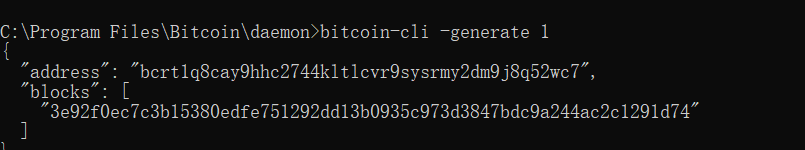 C:\Program Files\Bitcoin\daemon>bitcoin-cli -generate 1
{
  "address": "bcrt1q8cay9hhc2744kltlcvr9sysrmy2dm9j8q52wc7",
  "blocks": [
    "3e92f0ec7c3b15380edfe751292dd13b0935c973d3847bdc9a244ac2c1291d74"
  ]
}